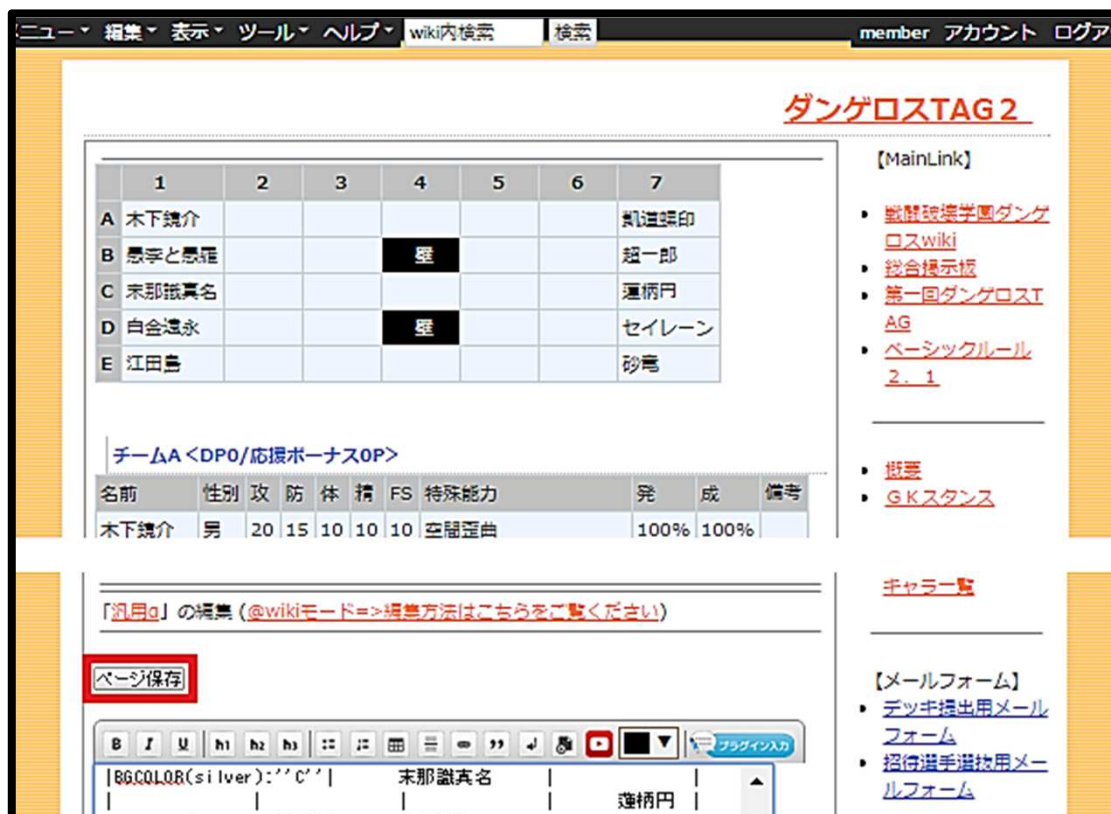 ニュー 編集 表示 ツール ヘルプ wiki内検索 検索 member アカウント ログア
ダンゲロスTAG2
1 2 3 4 5 6 7
A 木下鏡介 凱道蝶印
B 愚李と愚羅 壁 超一郎
C 末那識真名 蓮柄円
D 白金遠永 壁 セイレーン
E 江田島 砂竜
チームA<DP0/応援ボーナス0P>
名前 性別 攻 防 体 精 FS 特殊能力 発 成 備考
木下鏡介 男 20 15 10 10 10 空間歪曲 100% 100%
「汎用α」の編集 (@wikiモード=>編集方法はこちらをご覧ください)
ページ保存
B I U h1 h2 h3 プラグイン入力
|BGCOLOR(silver):''C''| 末那識真名 | |
| | | | 蓮柄円 |
【MainLink】
戦闘破壊学園ダンゲ
ロスwiki
総合掲示板
第一回ダンゲロスT
AG
ベーシックルール
2.1
概要
GKスタンス
キャラ一覧
【メールフォーム】
デッキ提出用メール
フォーム
招待選手選抜用メー
ルフォーム